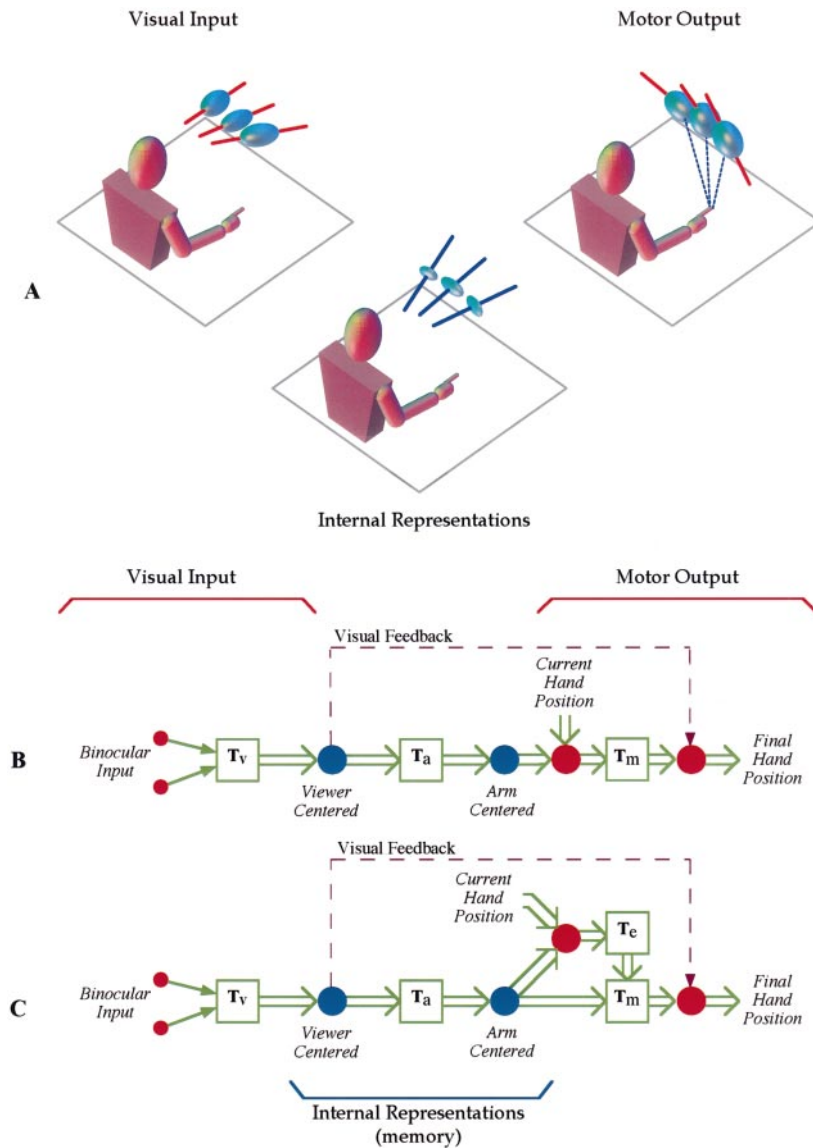 Visual Input
Motor Output
A
Internal Representations
Visual Input
Motor Output
Visual Feedback
Current
Hand
Position
B
Binocular
Input
Tv
Viewer
Centered
Ta
Arm
Centered
Tm
Final
Hand
Position
Visual Feedback
Current
Hand
Position
Te
C
Binocular
Input
Tv
Viewer
Centered
Ta
Arm
Centered
Tm
Final
Hand
Position
Internal Representations
(memory)